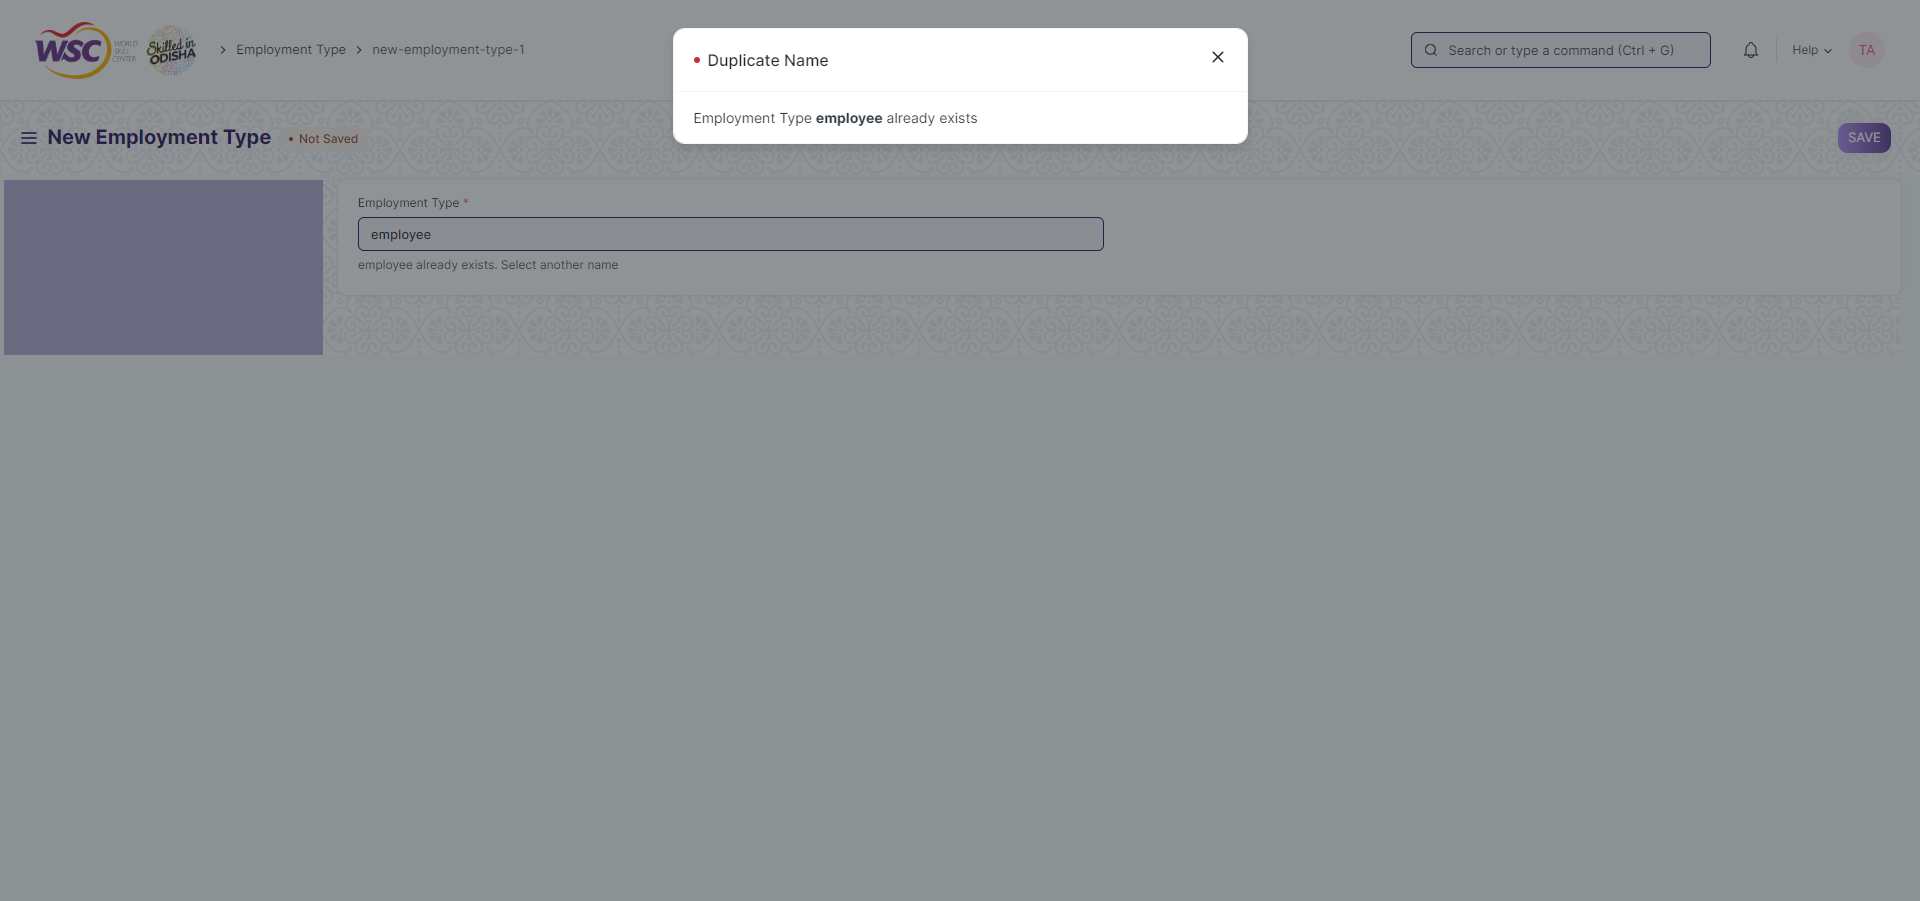 WSC
WORLD
SKILL
CENTER
Skilled in
ODISHA
Employment Type
new-employment-type-1
Search or type a command (Ctrl + G)
Help
TA
Duplicate Name
Employment Type employee already exists
New Employment Type
• Not Saved
SAVE
Employment Type *
employee
employee already exists. Select another name